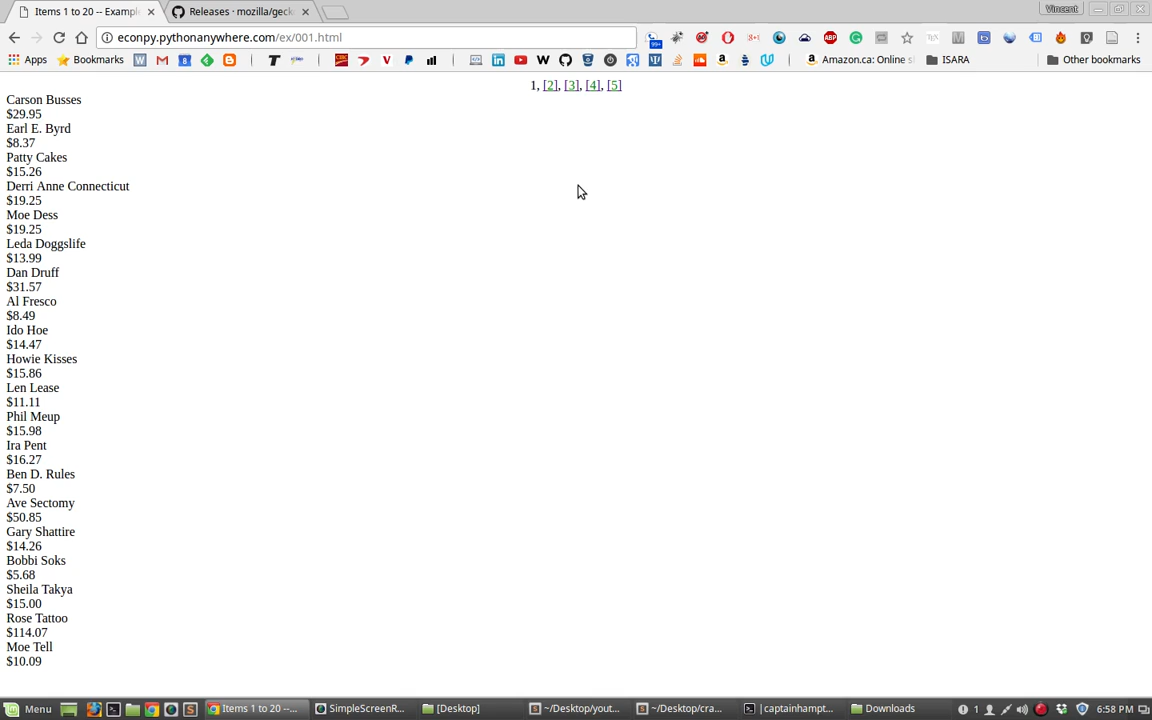 Items 1 to 20 -- Exampl
Releases · mozilla/geck
Vincent
econpy.pythonanywhere.com/ex/001.html
Apps
Bookmarks
Amazon.ca: Online s
ISARA
Other bookmarks
1, [2], [3], [4], [5]
Carson Busses
$29.95
Earl E. Byrd
$8.37
Patty Cakes
$15.26
Derri Anne Connecticut
$19.25
Moe Dess
$19.25
Leda Doggslife
$13.99
Dan Druff
$31.57
Al Fresco
$8.49
Ido Hoe
$14.47
Howie Kisses
$15.86
Len Lease
$11.11
Phil Meup
$15.98
Ira Pent
$16.27
Ben D. Rules
$7.50
Ave Sectomy
$50.85
Gary Shattire
$14.26
Bobbi Soks
$5.68
Sheila Takya
$15.00
Rose Tattoo
$114.07
Moe Tell
$10.09
Menu
Items 1 to 20 --...
SimpleScreenR...
[Desktop]
~/Desktop/yout...
~/Desktop/cra...
|captainhampt...
Downloads
1
6:58 PM